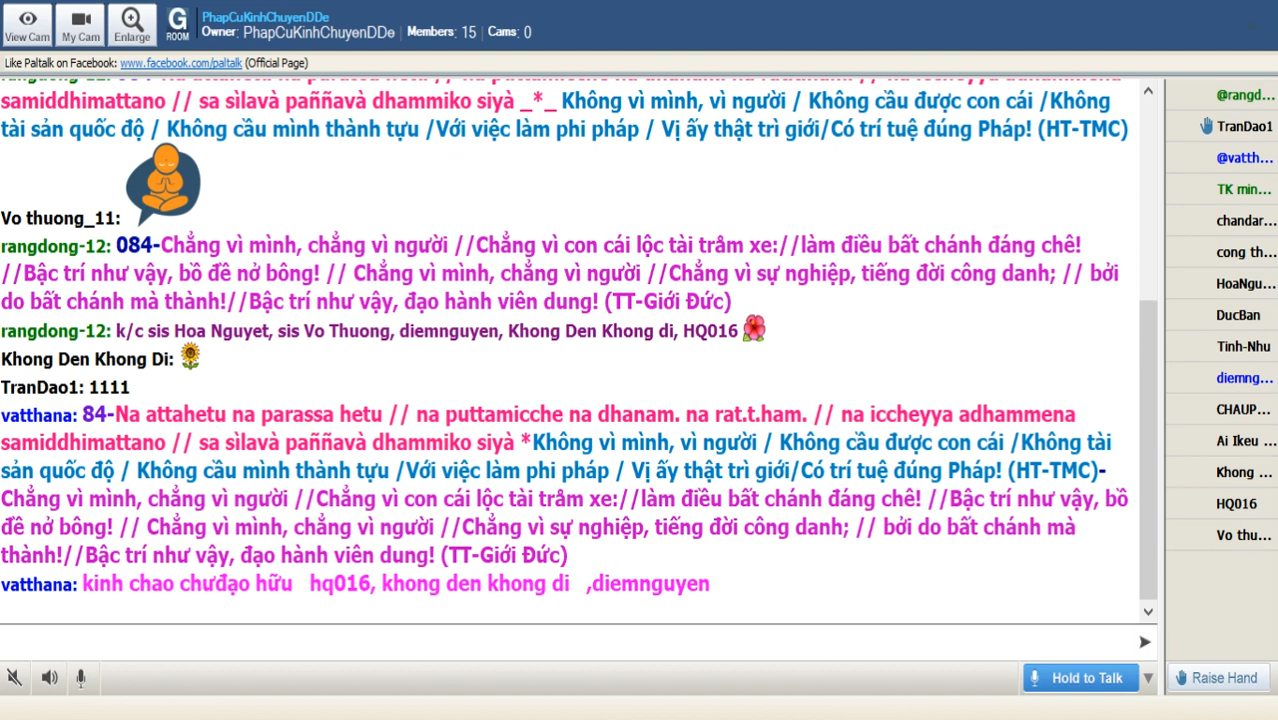 View Cam
My Cam
Enlarge
G
ROOM
PhapCuKinhChuyenDDe
Owner: PhapCuKinhChuyenDDe | Members: 15 | Cams: 0
Like Paltalk on Facebook: www.facebook.com/paltalk (Official Page)
samiddhimattano // sa sìlavà paññavà dhammiko siyà _*_ Không vì mình, vì người / Không cầu được con cái /Không
tài sản quốc độ / Không cầu mình thành tựu /Với việc làm phi pháp / Vị ấy thật trì giới/Có trí tuệ đúng Pháp! (HT-TMC)
Vo thuong_11:
rangdong-12: 084-Chẳng vì mình, chẳng vì người //Chẳng vì con cái lộc tài trâm xe://làm điều bất chánh đáng chê!
//Bậc trí như vậy, bồ đề nở bông! // Chẳng vì mình, chẳng vì người //Chẳng vì sự nghiệp, tiếng đời công danh; // bởi
do bất chánh mà thành!//Bậc trí như vậy, đạo hành viên dung! (TT-Giới Đức)
rangdong-12: k/c sis Hoa Nguyet, sis Vo Thuong, diemnguyen, Khong Den Khong di, HQ016
Khong Den Khong Di:
TranDao1: 1111
vatthana: 84-Na attahetu na parassa hetu // na puttamicche na dhanam. na rat.t.ham. // na iccheyya adhammena
samiddhimattano // sa sìlavà paññavà dhammiko siyà *Không vì mình, vì người / Không cầu được con cái /Không tài
sản quốc độ / Không cầu mình thành tựu /Với việc làm phi pháp / Vị ấy thật trì giới/Có trí tuệ đúng Pháp! (HT-TMC)-
Chẳng vì mình, chẳng vì người //Chẳng vì con cái lộc tài trâm xe://làm điều bất chánh đáng chê! //Bậc trí như vậy, bồ
đề nở bông! // Chẳng vì mình, chẳng vì người //Chẳng vì sự nghiệp, tiếng đời công danh; // bởi do bất chánh mà
thành!//Bậc trí như vậy, đạo hành viên dung! (TT-Giới Đức)
vatthana: kinh chao chưđạo hữu hq016, khong den khong di ,diemnguyen
@rangd...
TranDao1
@vatth...
TK min...
chandar...
cong th...
HoaNgu...
DucBan
Tinh-Nhu
diemng...
CHAUP...
Ai Ikeu ...
Khong ...
HQ016
Vo thu...
Hold to Talk
Raise Hand